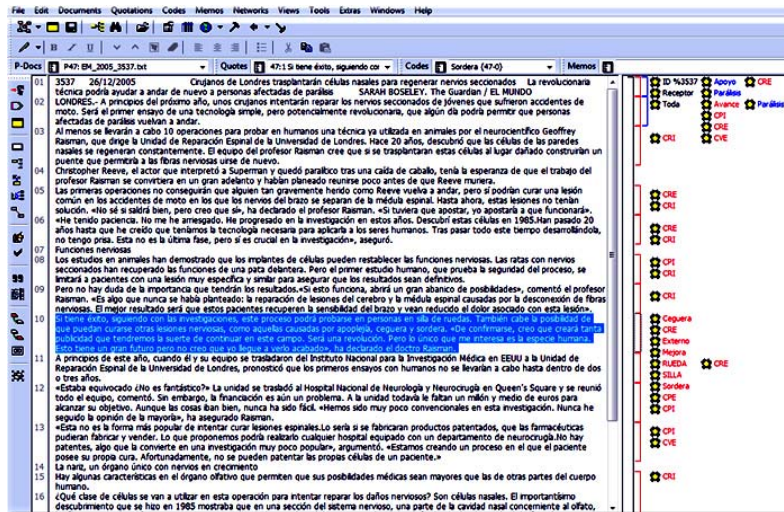 File Edit Documents Quotations Codes Memos Networks Views Tools Extras Windows Help
P-Docs P47: EM_2005_3537.txt Quotes 47:1 Si tiene éxito, siguiendo cor Codes Sordera {47-0} Memos
01 3537 26/12/2005 Cirujanos de Londres trasplantarán células nasales para regenerar nervios seccionados La revolucionaria
técnica podría ayudar a andar de nuevo a personas afectadas de parálisis SARAH BOSELEY. The Guardian / EL MUNDO
02 LONDRES.- A principios del próximo año, unos cirujanos intentarán reparar los nervios seccionados de jóvenes que sufrieron accidentes de
moto. Será el primer ensayo de una tecnología simple, pero potencialmente revolucionaria, que algún día podría permitir que personas
afectadas de parálisis vuelvan a andar.
03 Al menos se llevarán a cabo 10 operaciones para probar en humanos una técnica ya utilizada en animales por el neurocientífico Geoffrey
Raisman, que dirige la Unidad de Reparación Espinal de la Universidad de Londres. Hace 20 años, descubrió que las células de las paredes
nasales se regeneran constantemente. El equipo del profesor Raisman cree que si se trasplantaran estas células al lugar dañado construirían un
puente que permitiría a las fibras nerviosas unirse de nuevo.
04 Christopher Reeve, el actor que interpretó a Superman y quedó paralítico tras una caída de caballo, tenía la esperanza de que el trabajo del
profesor Raisman se convirtiera en un gran adelanto y habían planeado reunirse poco antes de que Reeve muriera.
05 Las primeras operaciones no conseguirán que alguien tan gravemente herido como Reeve vuelva a andar, pero sí podrían curar una lesión
común en los accidentes de moto en los que los nervios del brazo se separan de la médula espinal. Hasta ahora, estas lesiones no tenían
solución. «No sé si saldrá bien, pero creo que sí», ha declarado el profesor Raisman. «Si tuviera que apostar, yo apostaría a que funcionará».
06 «He tenido paciencia. No me he arriesgado. He progresado en la investigación en estos años. Descubrí estas células en 1985.Han pasado 20
años hasta que he creído que teníamos la tecnología necesaria para aplicarla a los seres humanos. Tras pasar todo este tiempo desarrollándola,
no tengo prisa. Esta no es la última fase, pero sí es crucial en la investigación», aseguró.
07 Funciones nerviosas
08 Los estudios en animales han demostrado que los implantes de células pueden restablecer las funciones nerviosas. Las ratas con nervios
seccionados han recuperado las funciones de una pata delantera. Pero el primer estudio humano, que prueba la seguridad del proceso, se
limitará a pacientes con una lesión muy específica y similar para asegurar que los resultados sean definitivos.
09 Pero no hay duda de la importancia que tendrán los resultados. «Si esto funciona, abrirá un gran abanico de posibilidades», comentó el profesor
Raisman. «Es algo que nunca se había planteado: la reparación de lesiones del cerebro y la médula espinal causadas por la desconexión de fibras
nerviosas. El mejor resultado será que estos pacientes recuperen la sensibilidad del brazo y vean reducido el dolor asociado con esta lesión».
10 Si tiene éxito, siguiendo con las investigaciones, este proceso podrá probarse en personas en silla de ruedas. También cabe la posibilidad de
que puedan curarse otras lesiones nerviosas, como aquellas causadas por apoplejía, ceguera y sordera. «De confirmarse, creo que creará tanta
publicidad que tendremos la suerte de continuar en este campo. Será una revolución. Pero lo único que me interesa es la especie humana.
Esto tiene un gran futuro pero no creo que yo llegue a verlo acabado», ha declarado el doctro Raisman.
11 A principios de este año, cuando él y su equipo se trasladaron del Instituto Nacional para la Investigación Médica en EEUU a la Unidad de
Reparación Espinal de la Universidad de Londres, pronosticó que los primeros ensayos con humanos no se llevarían a cabo hasta dentro de dos
o tres años.
12 «Estaba equivocado ¿No es fantástico?» La unidad se trasladó al Hospital Nacional de Neurología y Neurocirugía en Queen's Square y se reunió
todo el equipo, comentó. Sin embargo, la financiación es aún un problema. A la unidad todavía le faltan un millón y medio de euros para
alcanzar su objetivo. Aunque las cosas iban bien, nunca ha sido fácil. «Hemos sido muy poco convencionales en esta investigación. Nunca he
seguido la opinión de la mayoría», ha asegurado Raisman.
13 «Esta no es la forma más popular de intentar curar lesiones espinales.Lo sería si se fabricaran productos patentados, que las farmacéuticas
pudieran fabricar y vender. Lo que proponemos podría realizarlo cualquier hospital equipado con un departamento de neurocirugía.No hay
patentes, algo que la convierte en una investigación muy poco popular», argumentó. «Estamos creando un proceso en el que el paciente
posee su propia cura. Afortunadamente, no se pueden patentar las propias células de un paciente.»
14 La nariz, un órgano único con nervios en crecimiento
15 Hay algunas características en el órgano olfativo que permiten que sus posibilidades médicas sean mayores que las de otras partes del cuerpo
humano.
16 ¿Qué clase de células se van a utilizar en esta operación para intentar reparar los daños nerviosos? Son células nasales. El importantísimo
descubrimiento que se hizo en 1985 mostraba que en una sección del sistema nervioso, una parte de la cavidad nasal concerniente al olfato,
ID %3537 Apoyo CRE
Receptor Parálisis
Toda Avance Parálisis
CPI
CRE
CRI CVE
CRE
CRI
CRE
CRI
CPI
CRI
CRI
Ceguera
CRE
Externo
Mejora
RUEDA CRE
SILLA
Sordera
CPE
CPI
CPI
CVE
CRI